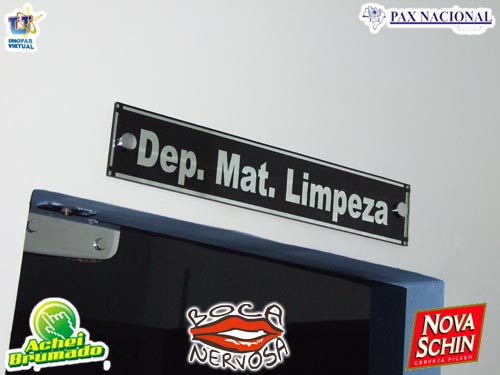 UNOPAR
VIRTUAL
PAX NACIONAL
Dep. Mat. Limpeza
Achei
Brumado
BOCA
NERVOSA
NOVA
SCHIN
CERVEJA PILSEN